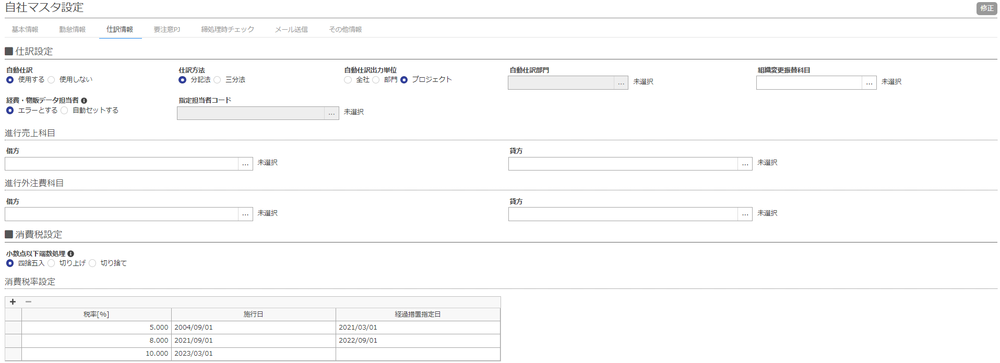 自社マスタ設定
修正
基本情報 勤怠情報 仕訳情報 要注意PJ 締処理時チェック メール送信 その他情報
仕訳設定
自動仕訳 仕訳方法 自動仕訳出力単位 自動仕訳部門 組織変更振替科目
使用する 使用しない 分記法 三分法 全社 部門 プロジェクト ... 未選択 ... 未選択
経費・物販データ担当者 指定担当者コード
エラーとする 自動セットする ... 未選択
進行売上科目
借方 貸方
... 未選択 ... 未選択
進行外注費科目
借方 貸方
... 未選択 ... 未選択
消費税設定
小数点以下端数処理
四捨五入 切り上げ 切り捨て
消費税率設定
税率[%] 施行日 経過措置指定日
5.000 2004/09/01 2021/03/01
8.000 2021/09/01 2022/09/01
10.000 2023/03/01